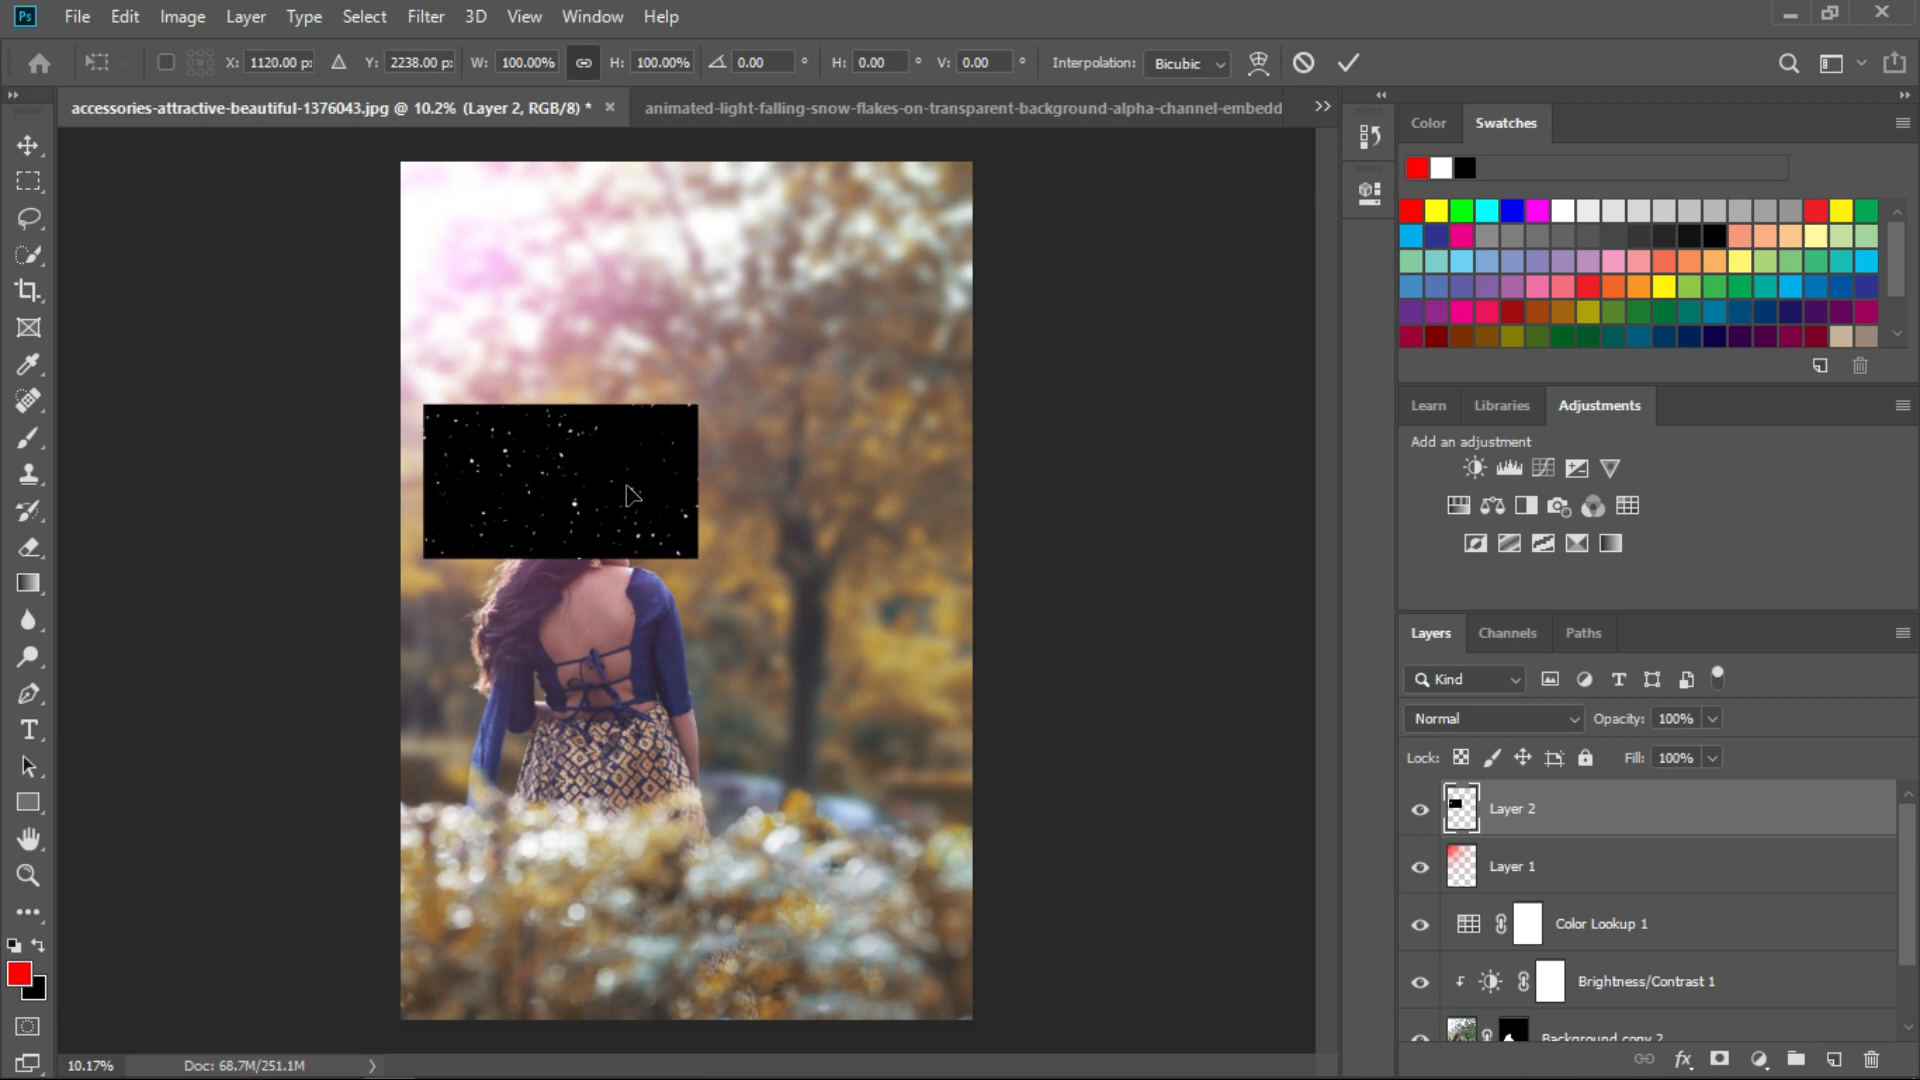 Ps File Edit Image Layer Type Select Filter 3D View Window Help
X: 1120.00 p Y: 2238.00 p W: 100.00% H: 100.00% 0.00 ° H: 0.00 ° V: 0.00 ° Interpolation: Bicubic
accessories-attractive-beautiful-1376043.jpg @ 10.2% (Layer 2, RGB/8) * × animated-light-falling-snow-flakes-on-transparent-background-alpha-channel-embedd >>
Color Swatches
Learn Libraries Adjustments
Add an adjustment
Layers Channels Paths
Kind
Normal Opacity: 100%
Lock: Fill: 100%
Layer 2
Layer 1
Color Lookup 1
Brightness/Contrast 1
Background copy 2
10.17% Doc: 68.7M/251.1M